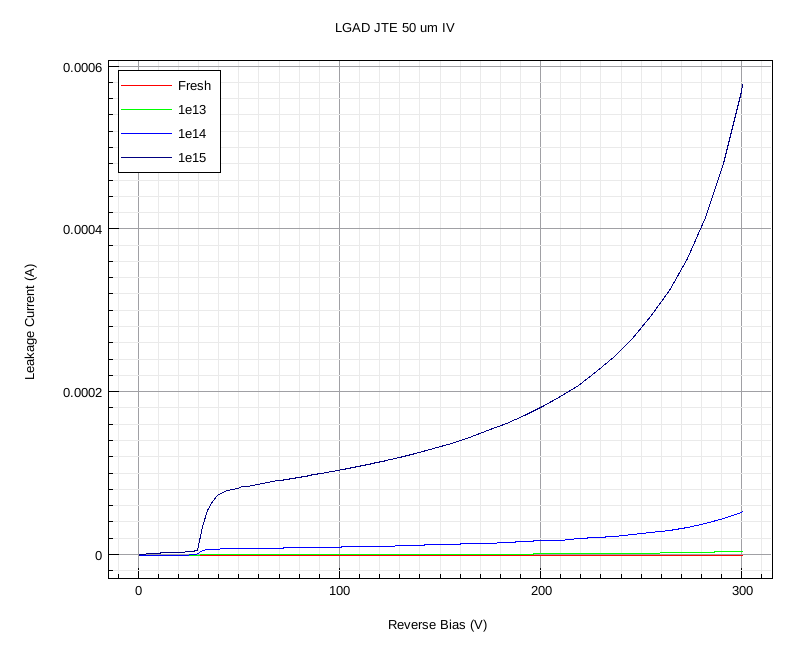 LGAD JTE 50 um IV
0.0006
Fresh
1e13
1e14
1e15
0.0004
Leakage Current (A)
0.0002
0
0 100 200 300
Reverse Bias (V)